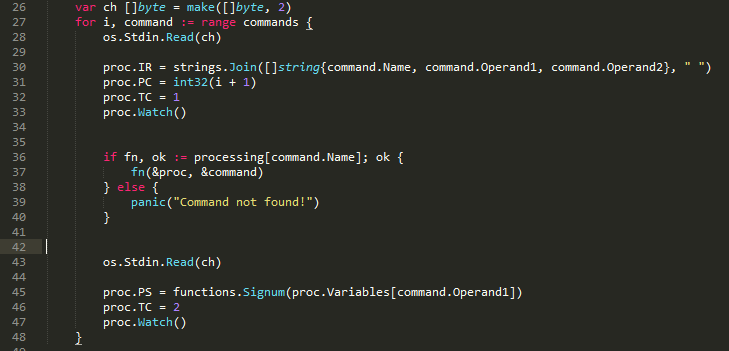 26 var ch []byte = make([]byte, 2)
27 for i, command := range commands {
28 os.Stdin.Read(ch)
29
30 proc.IR = strings.Join([]string{command.Name, command.Operand1, command.Operand2}, " ")
31 proc.PC = int32(i + 1)
32 proc.TC = 1
33 proc.Watch()
34
35
36 if fn, ok := processing[command.Name]; ok {
37 fn(&proc, &command)
38 } else {
39 panic("Command not found!")
40 }
41
42
43 os.Stdin.Read(ch)
44
45 proc.PS = functions.Signum(proc.Variables[command.Operand1])
46 proc.TC = 2
47 proc.Watch()
48 }